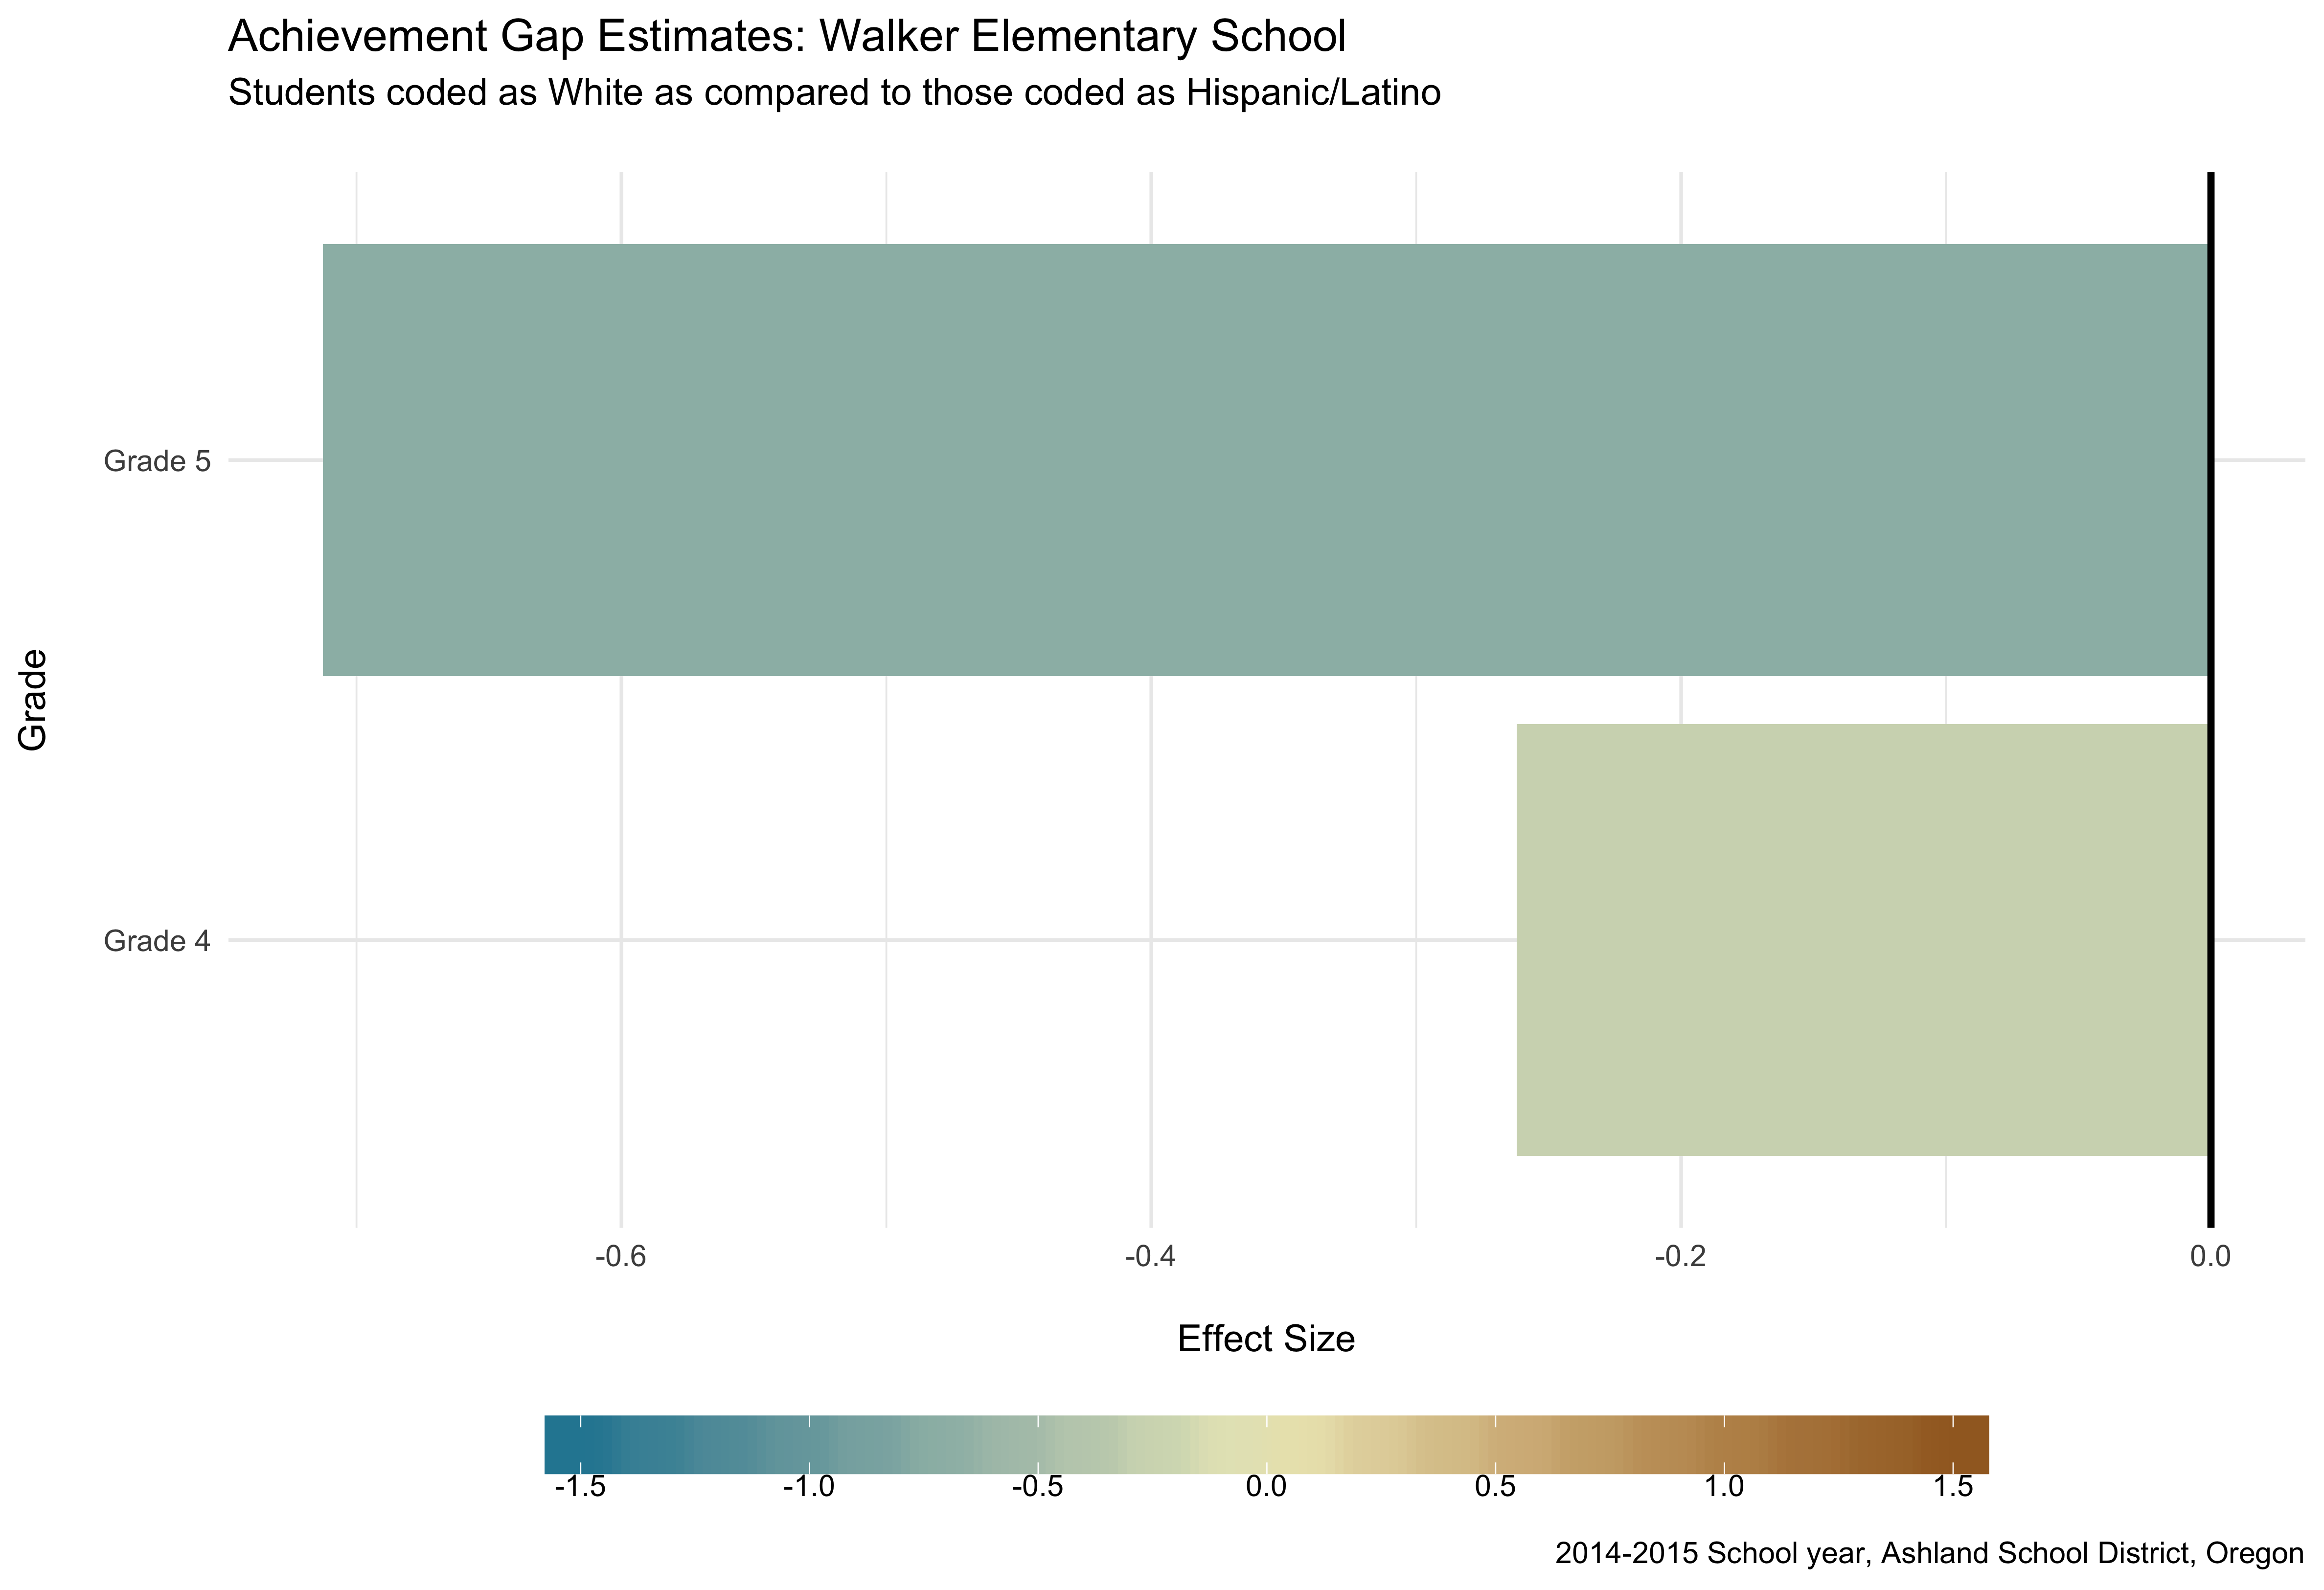 Achievement Gap Estimates: Walker Elementary School
Students coded as White as compared to those coded as Hispanic/Latino
Grade
Grade 5
Grade 4
-0.6 -0.4 -0.2 0.0
Effect Size
-1.5 -1.0 -0.5 0.0 0.5 1.0 1.5
2014-2015 School year, Ashland School District, Oregon